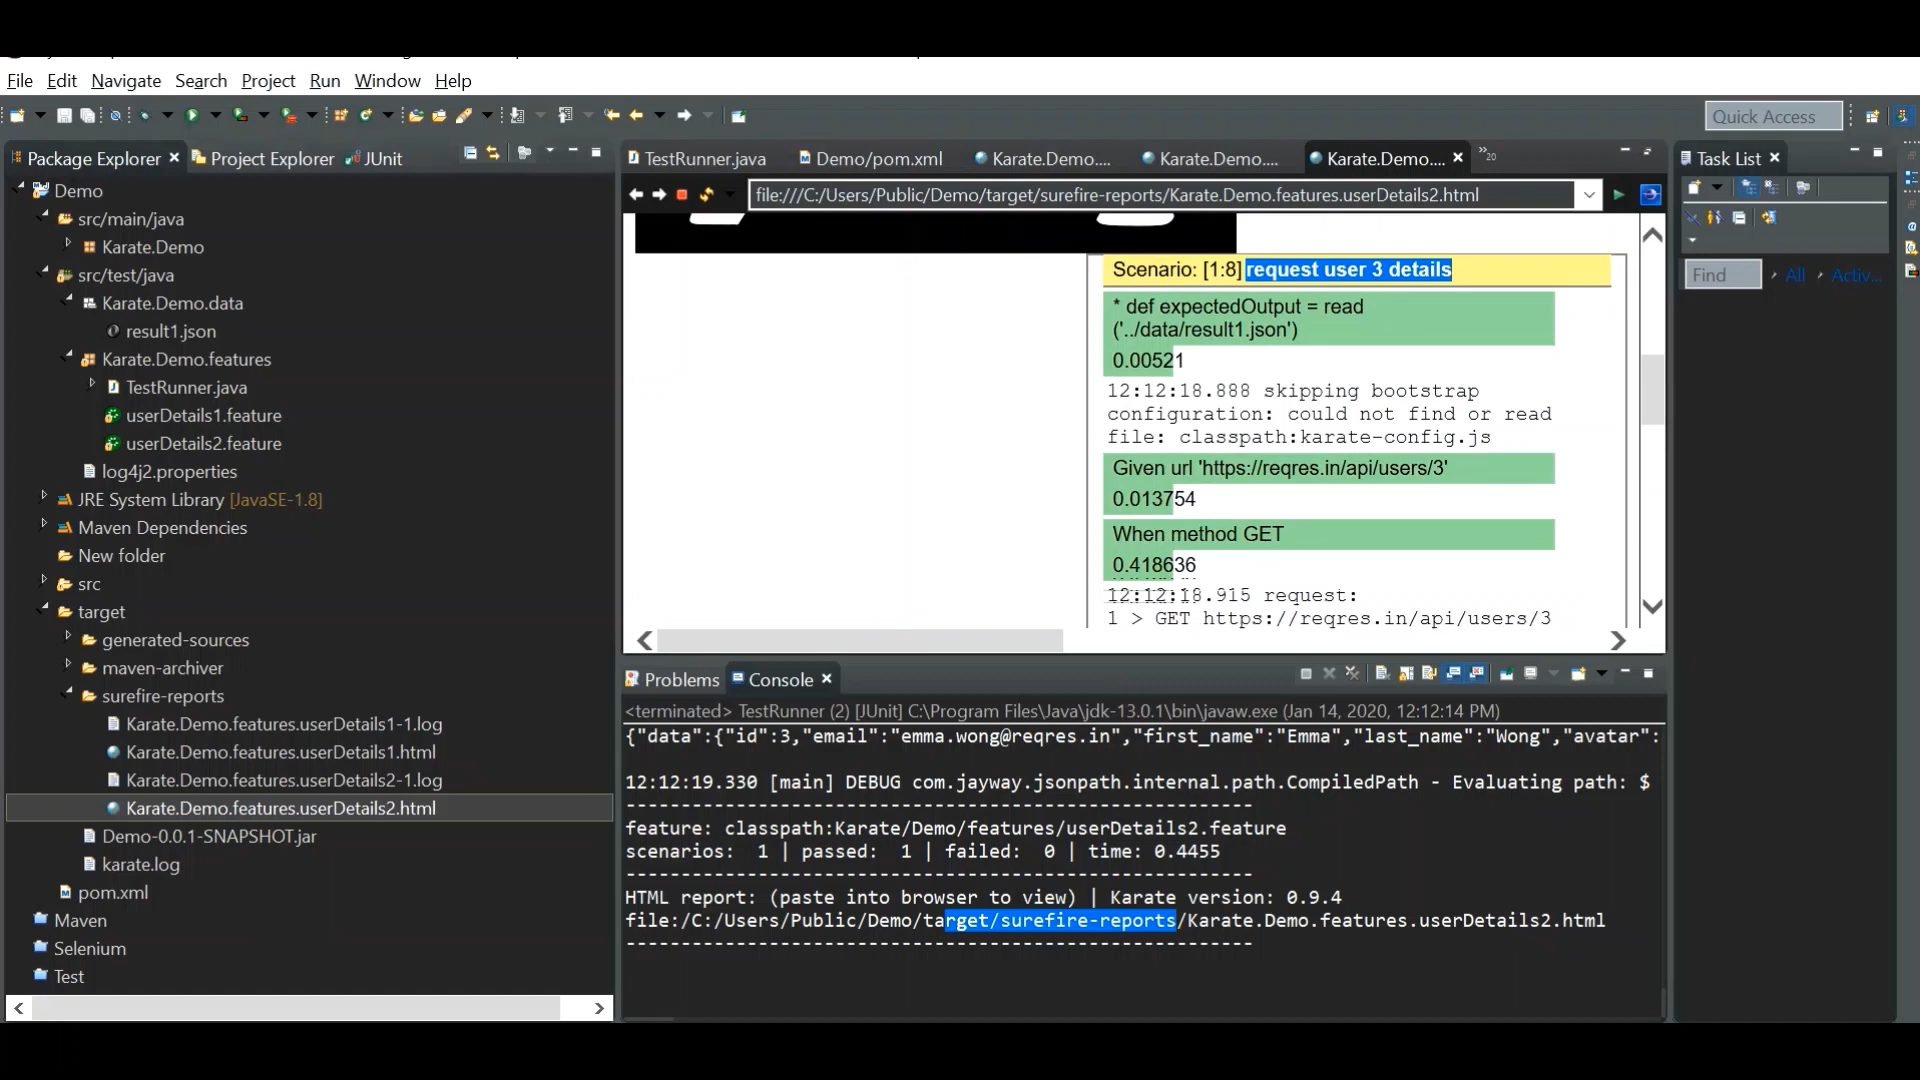 File Edit Navigate Search Project Run Window Help
Quick Access
Package Explorer
Project Explorer
JUnit
Demo
src/main/java
Karate.Demo
src/test/java
Karate.Demo.data
result1.json
Karate.Demo.features
TestRunner.java
userDetails1.feature
userDetails2.feature
log4j2.properties
JRE System Library [JavaSE-1.8]
Maven Dependencies
New folder
src
target
generated-sources
maven-archiver
surefire-reports
Karate.Demo.features.userDetails1-1.log
Karate.Demo.features.userDetails1.html
Karate.Demo.features.userDetails2-1.log
Karate.Demo.features.userDetails2.html
Demo-0.0.1-SNAPSHOT.jar
karate.log
pom.xml
Maven
Selenium
Test
TestRunner.java
Demo/pom.xml
Karate.Demo....
Karate.Demo....
Karate.Demo....
»20
file:///C:/Users/Public/Demo/target/surefire-reports/Karate.Demo.features.userDetails2.html
Scenario: [1:8] request user 3 details
* def expectedOutput = read
('../data/result1.json')
0.00521
12:12:18.888 skipping bootstrap
configuration: could not find or read
file: classpath:karate-config.js
Given url 'https://reqres.in/api/users/3'
0.013754
When method GET
0.418636
12:12:18.915 request:
1 > GET https://reqres.in/api/users/3
Problems
Console
<terminated> TestRunner (2) [JUnit] C:\Program Files\Java\jdk-13.0.1\bin\javaw.exe (Jan 14, 2020, 12:12:14 PM)
{"data":{"id":3,"email":"emma.wong@reqres.in","first_name":"Emma","last_name":"Wong","avatar":
12:12:19.330 [main] DEBUG com.jayway.jsonpath.internal.path.CompiledPath - Evaluating path: $
---------------------------------------------------------
feature: classpath:Karate/Demo/features/userDetails2.feature
scenarios: 1 | passed: 1 | failed: 0 | time: 0.4455
---------------------------------------------------------
HTML report: (paste into browser to view) | Karate version: 0.9.4
file:/C:/Users/Public/Demo/target/surefire-reports/Karate.Demo.features.userDetails2.html
---------------------------------------------------------
Task List
Find
All
Activ...